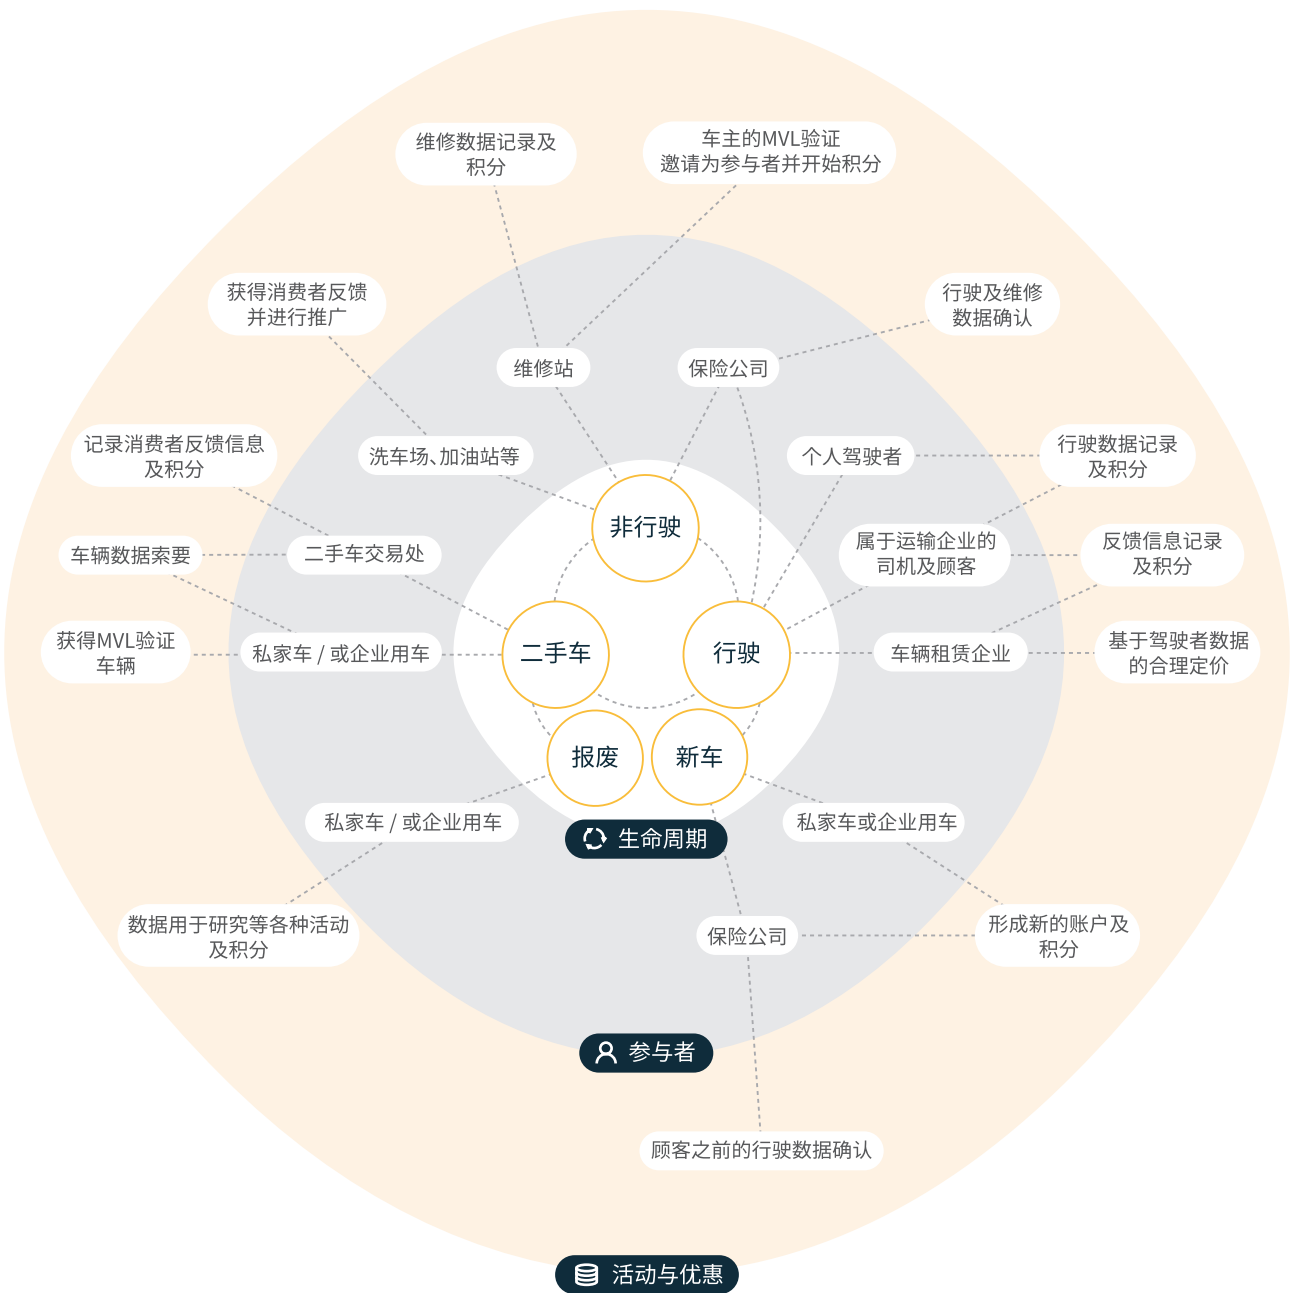 维修数据记录及
积分
车主的MVL验证
邀请为参与者并开始积分
获得消费者反馈
并进行推广
行驶及维修
数据确认
维修站
保险公司
记录消费者反馈信息
及积分
洗车场、加油站等
个人驾驶者
行驶数据记录
及积分
非行驶
车辆数据索要
二手车交易处
属于运输企业的
司机及顾客
反馈信息记录
及积分
获得MVL验证
车辆
私家车 / 或企业用车
二手车
行驶
车辆租赁企业
基于驾驶者数据
的合理定价
报废
新车
私家车 / 或企业用车
生命周期
私家车或企业用车
数据用于研究等各种活动
及积分
保险公司
形成新的账户及
积分
参与者
顾客之前的行驶数据确认
活动与优惠